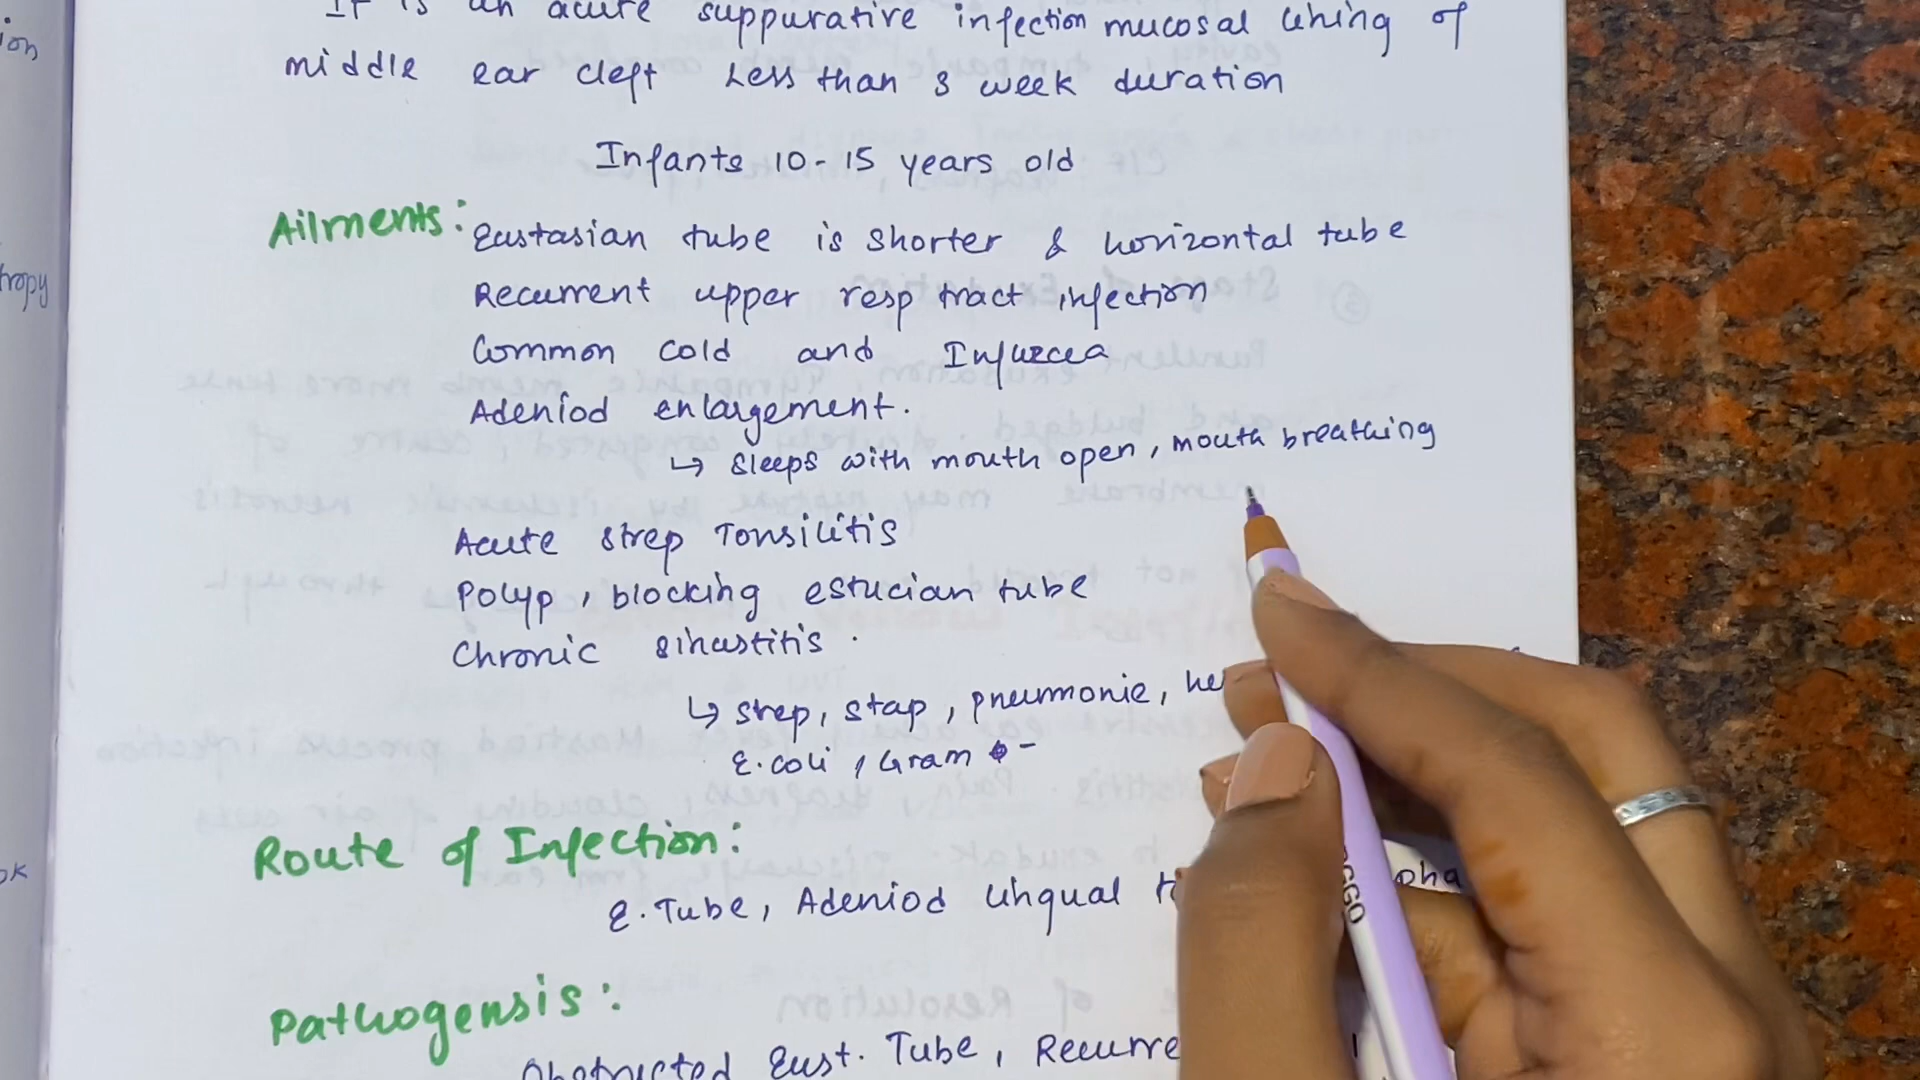 ion
It is an acute suppurative infection mucosal lining of
middle ear cleft Less than 3 week duration
Infants 10-15 years old
Ailments:
Eustasian tube is shorter & horizontal tube
tropy
Recurrent upper resp tract infection
Common cold and
Adeniod enlargement.
↳ sleeps with mouth open, mouth breathing
Acute strep Tonsilitis
Polyp, blocking estucian tube
Chronic sinustitis.
↳ strep, stap, pneumonie,
E.coli, Gram -
Route of Infection:
E. Tube, Adeniod lingual
Pathogensis:
Obstructed Eust. Tube, Recurre